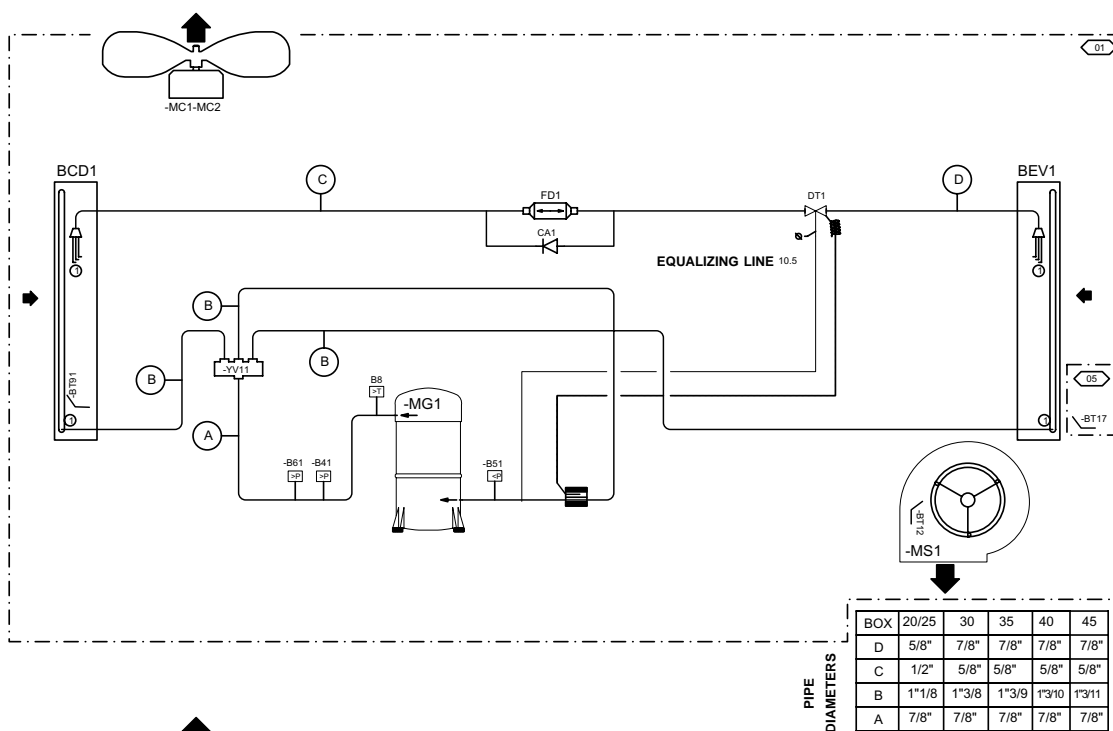 01
-MC1-MC2
BCD1
BEV1
C
FD1
DT1
D
CA1
Ø
EQUALIZING LINE 10.5
1
1
B
B
B
-YV11
-BT91
B8
>T
05
-MG1
-BT17
1
1
A
-B61
>P
-B41
>P
-B51
<P
-BT12
-MS1
PIPE DIAMETERS
BOX 20/25 30 35 40 45
D 5/8" 7/8" 7/8" 7/8" 7/8"
C 1/2" 5/8" 5/8" 5/8" 5/8"
B 1"1/8 1"3/8 1"3/9 1"3/10 1"3/11
A 7/8" 7/8" 7/8" 7/8" 7/8"